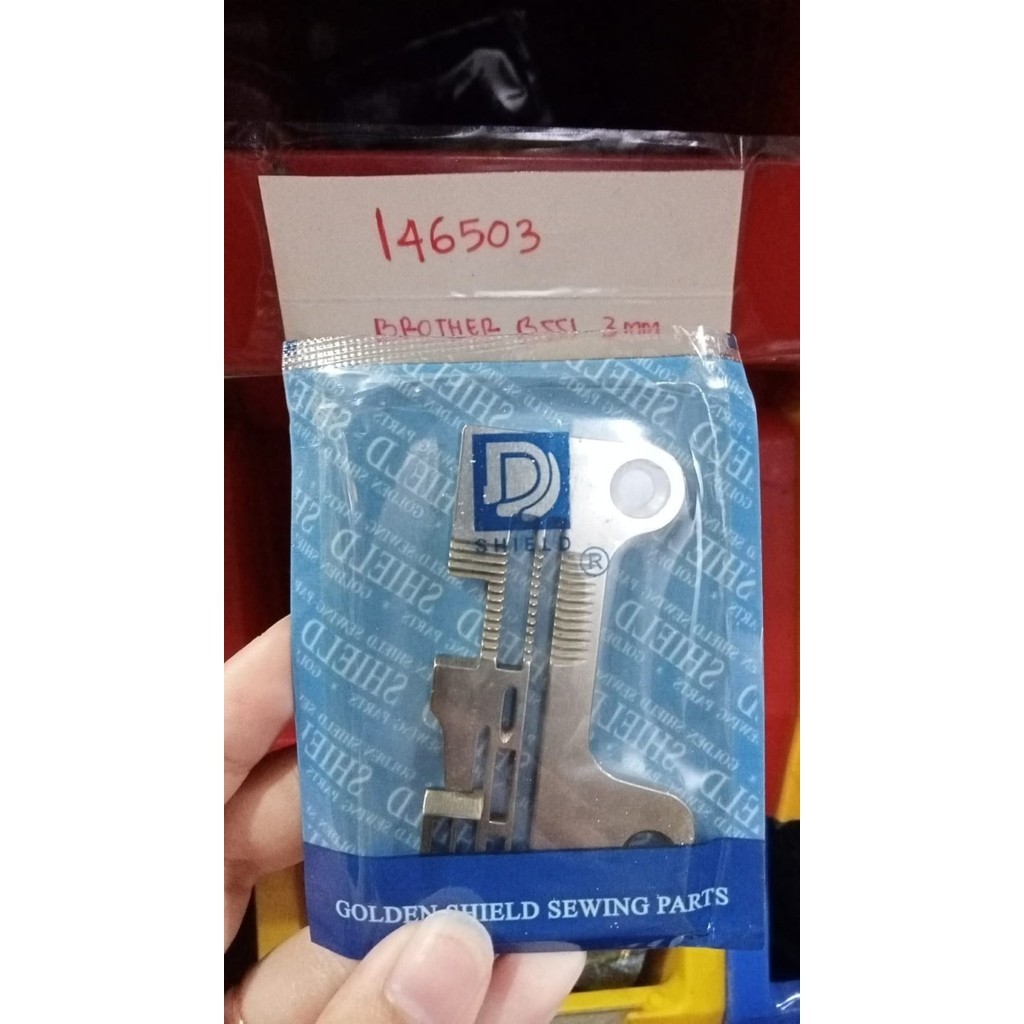 146503
BROTHER B551 3mm
D
SHIELD
®
GOLDEN SHIELD SEWING PARTS